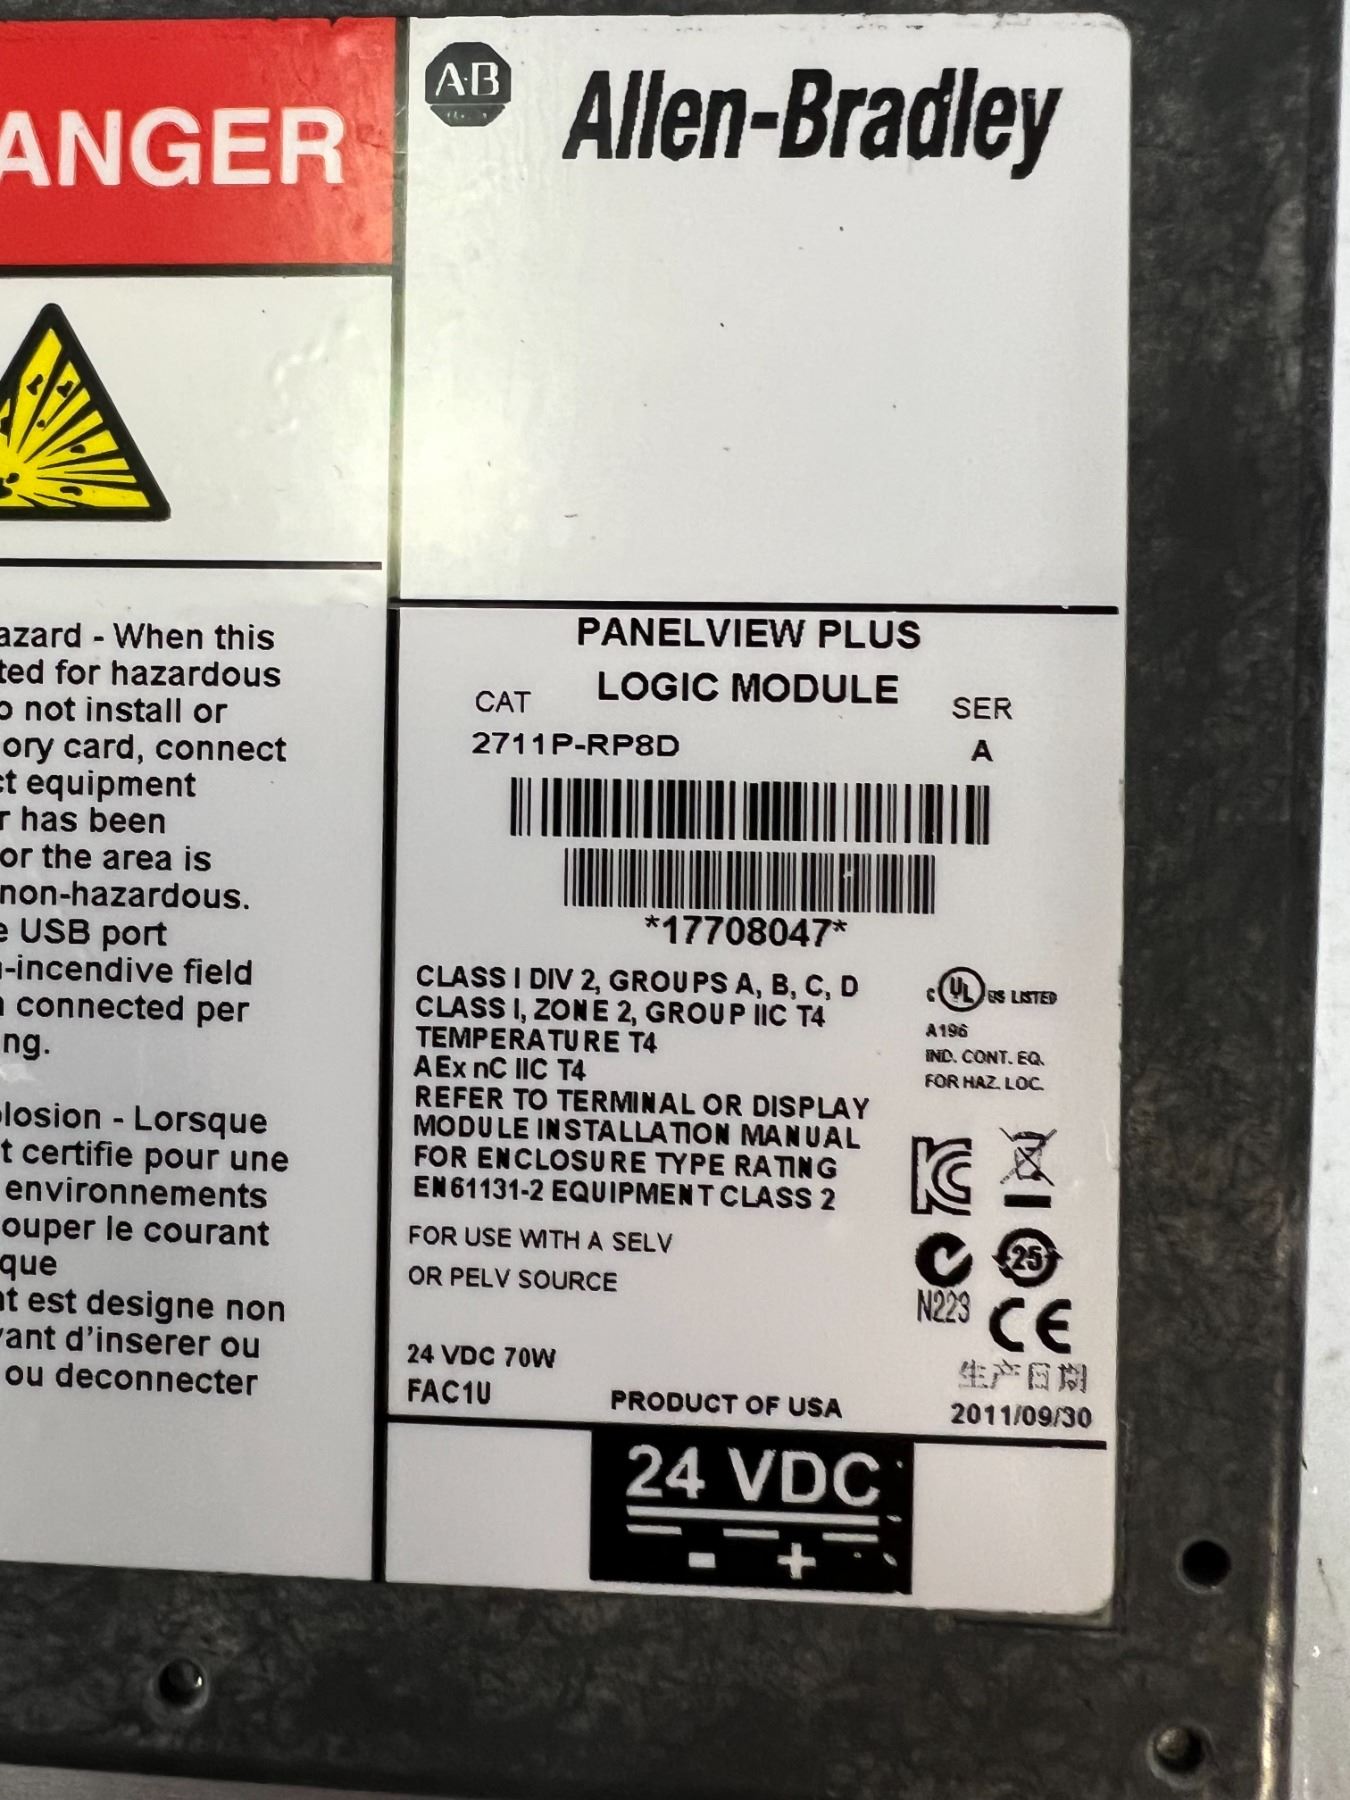 ANGER
azard - When this
ted for hazardous
o not install or
ory card, connect
ct equipment
r has been
or the area is
non-hazardous.
e USB port
-incendive field
connected per
ng.
plosion - Lorsque
t certifie pour une
environnements
ouper le courant
que
nt est designe non
vant d'inserer ou
ou deconnecter
A-B
Allen-Bradley
PANELVIEW PLUS
LOGIC MODULE
CAT SER
2711P-RP8D A
*17708047*
CLASS I DIV 2, GROUPS A, B, C, D
CLASS I, ZONE 2, GROUP IIC T4
TEMPERATURE T4
AEx nC IIC T4
REFER TO TERMINAL OR DISPLAY
MODULE INSTALLATION MANUAL
FOR ENCLOSURE TYPE RATING
EN61131-2 EQUIPMENT CLASS 2
c UL US LISTED
A196
IND. CONT. EQ.
FOR HAZ. LOC.
FOR USE WITH A SELV
OR PELV SOURCE
KC
25
N223
CE
24 VDC 70W
FAC1U
PRODUCT OF USA
生产日期
2011/09/30
24 VDC
- +